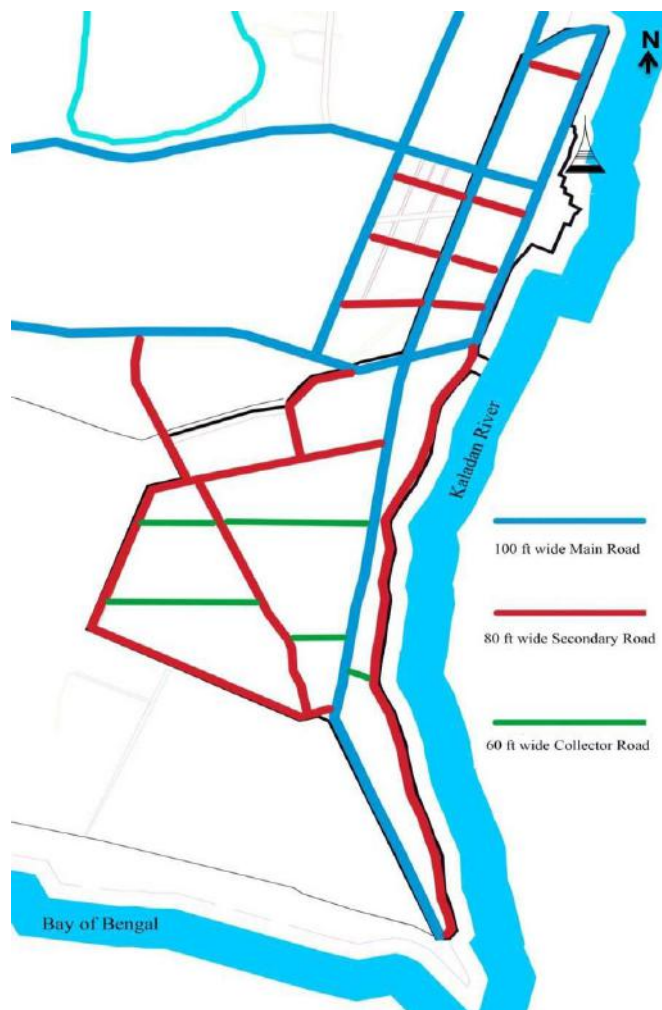 N
Kaladan River
100 ft wide Main Road
80 ft wide Secondary Road
60 ft wide Collector Road
Bay of Bengal